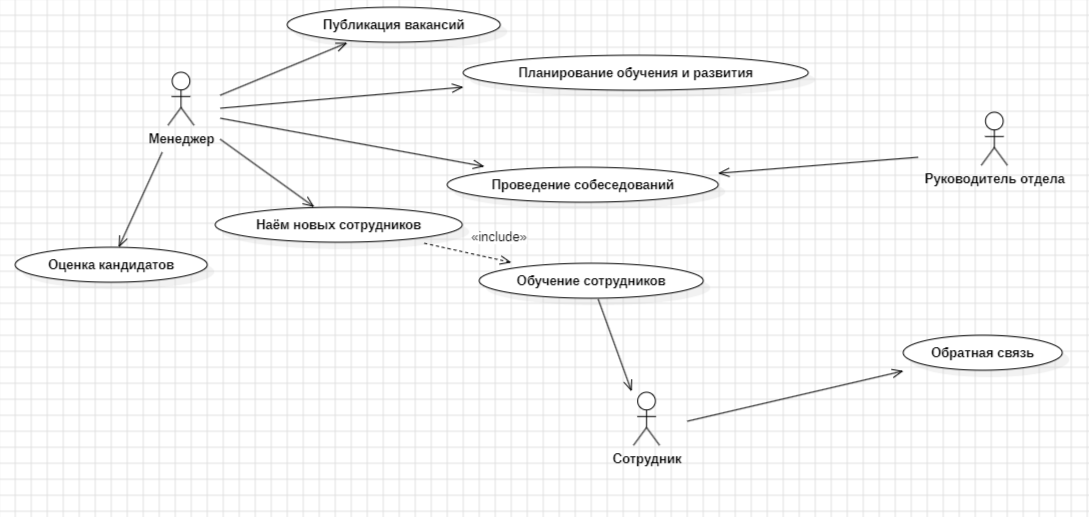 Публикация вакансий
Планирование обучения и развития
Менеджер
Проведение собеседований
Руководитель отдела
Наём новых сотрудников
«include»
Оценка кандидатов
Обучение сотрудников
Обратная связь
Сотрудник